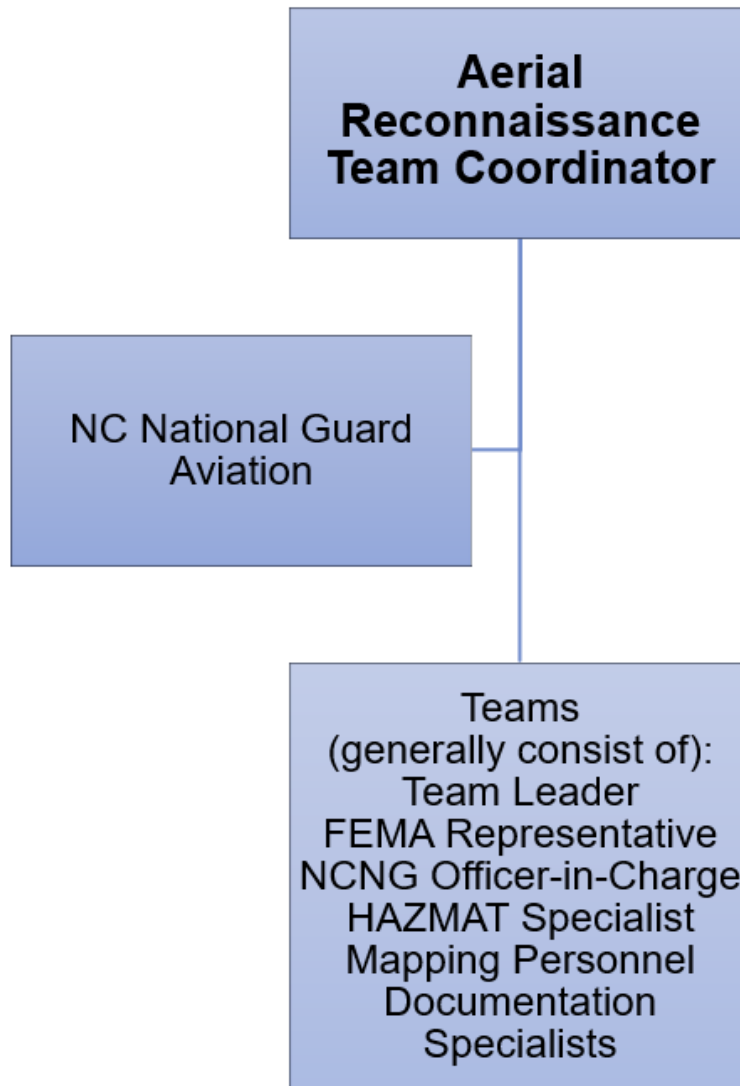 Aerial
Reconnaissance
Team Coordinator
NC National Guard
Aviation
Teams
(generally consist of):
Team Leader
FEMA Representative
NCNG Officer-in-Charge
HAZMAT Specialist
Mapping Personnel
Documentation
Specialists